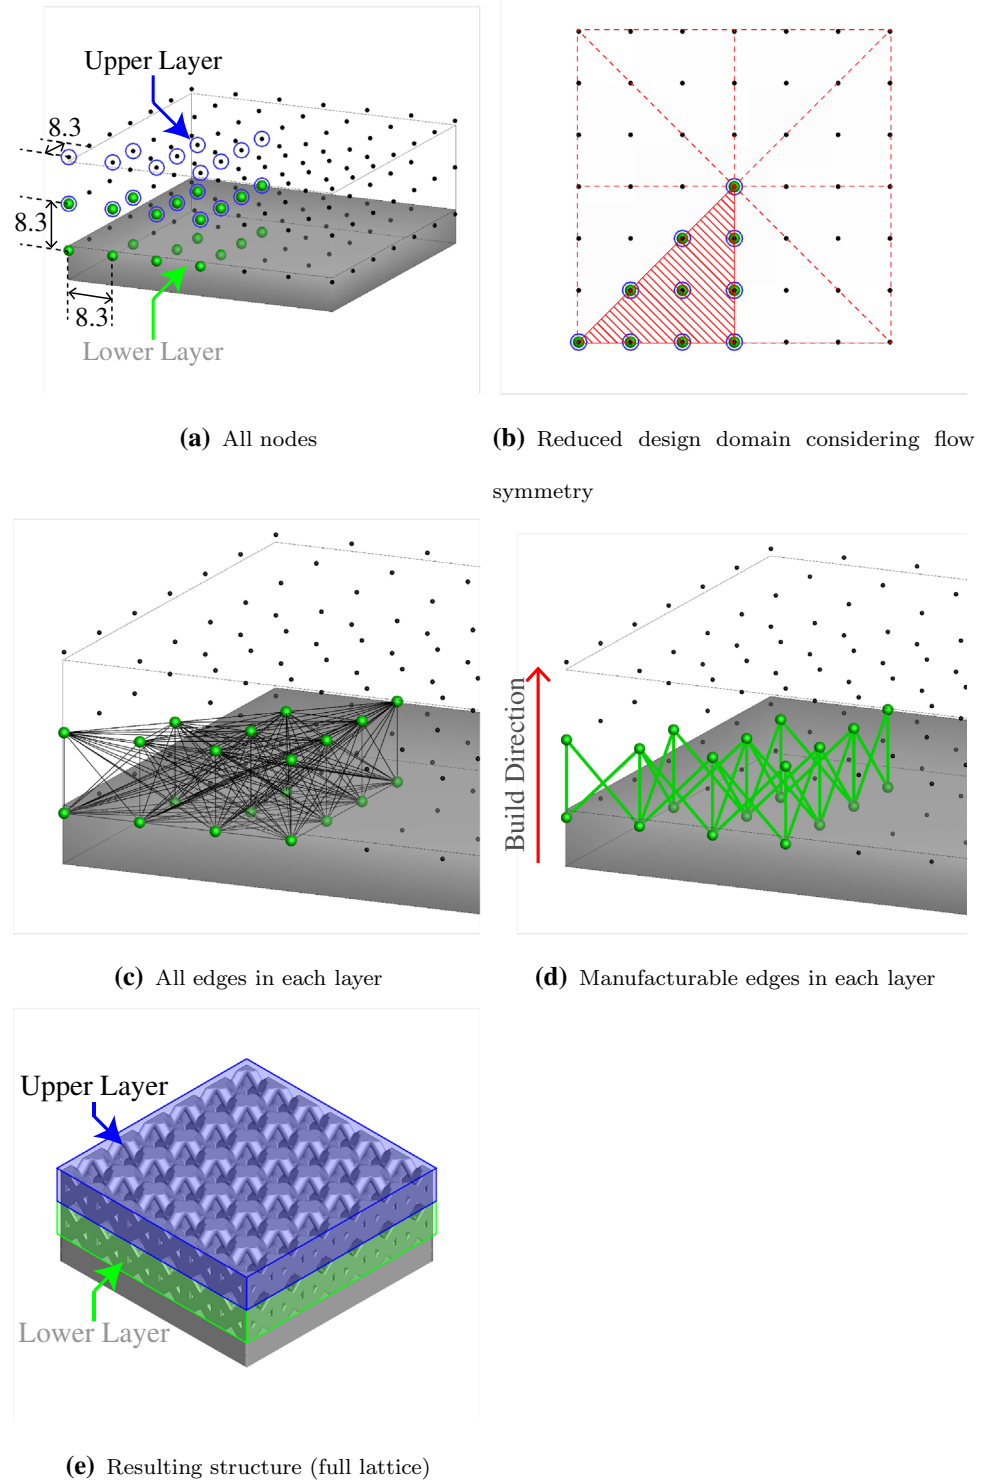 Upper Layer
8.3
8.3
8.3
Lower Layer
(a) All nodes
(b) Reduced design domain considering flow
symmetry
Build Direction
(c) All edges in each layer
(d) Manufacturable edges in each layer
Upper Layer
Lower Layer
(e) Resulting structure (full lattice)